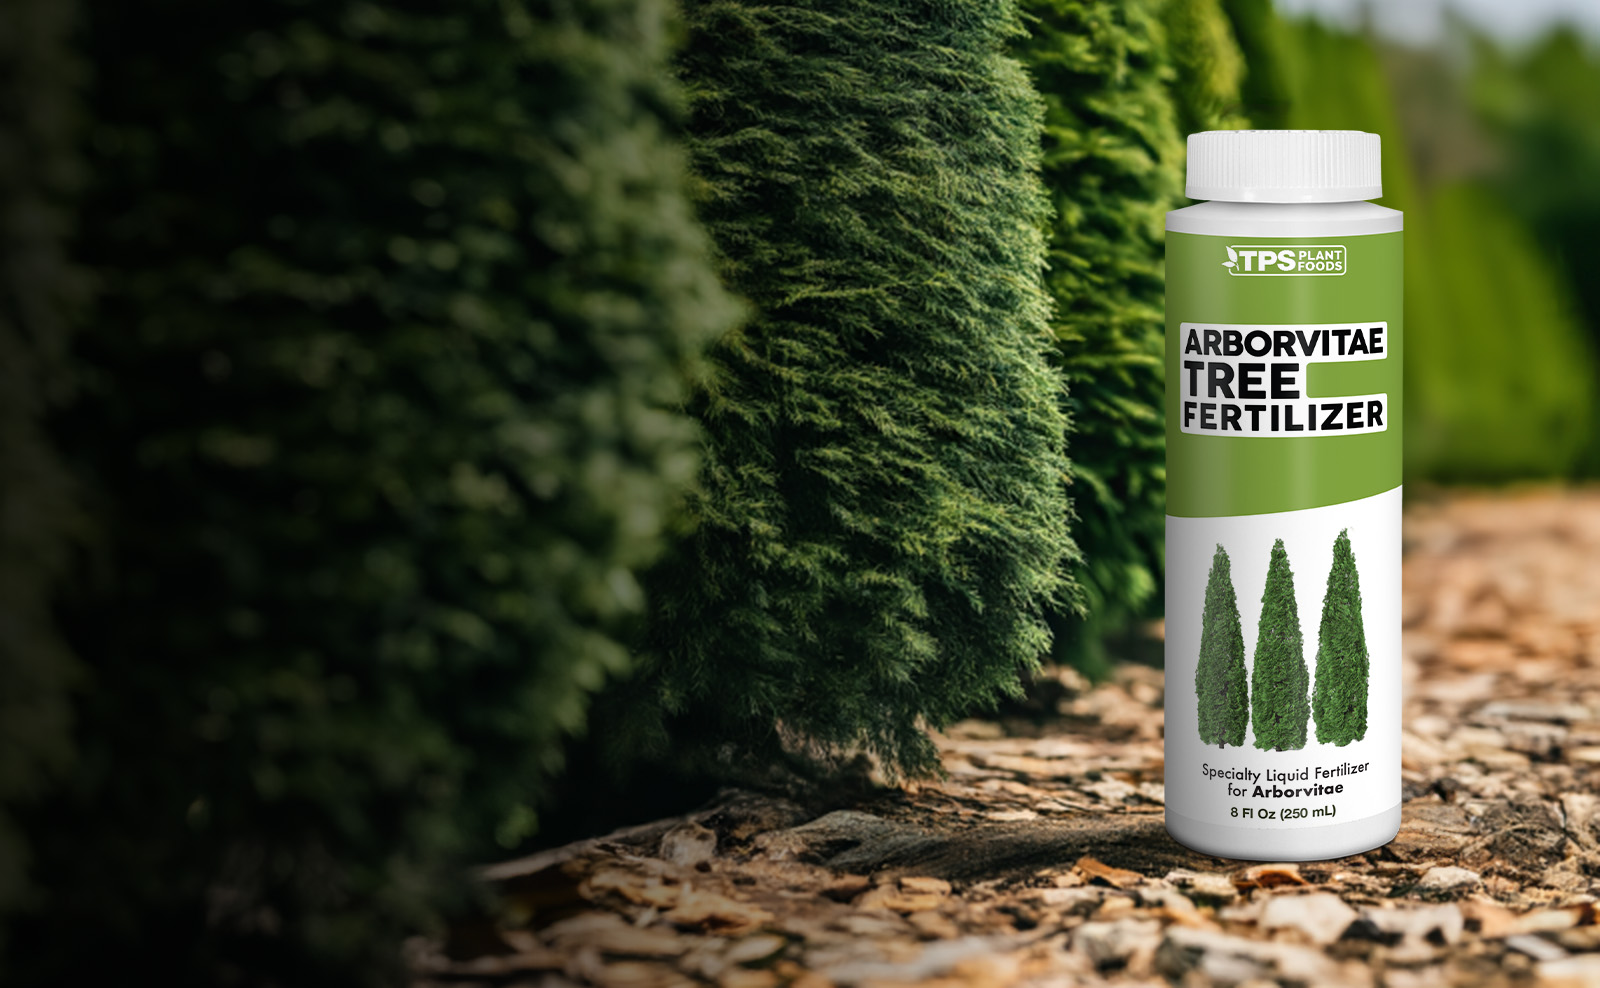 TPS PLANT FOODS
ARBORVITAE
TREE
FERTILIZER
Specialty Liquid Fertilizer
for Arborvitae
8 Fl Oz (250 mL)